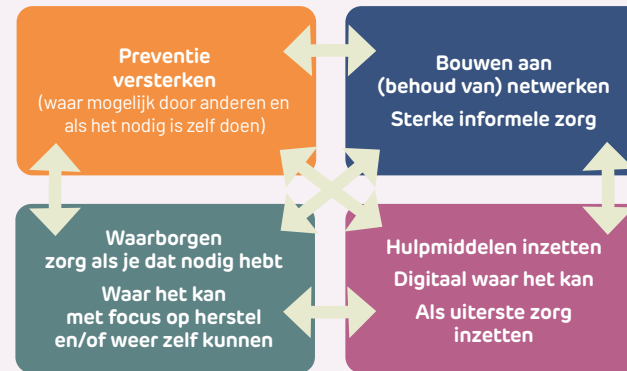 Preventie
versterken
(waar mogelijk door anderen en
als het nodig is zelf doen)
Bouwen aan
(behoud van) netwerken
Sterke informele zorg
Waarborgen
zorg als je dat nodig hebt
Waar het kan
met focus op herstel
en/of weer zelf kunnen
Hulpmiddelen inzetten
Digitaal waar het kan
Als uiterste zorg
inzetten